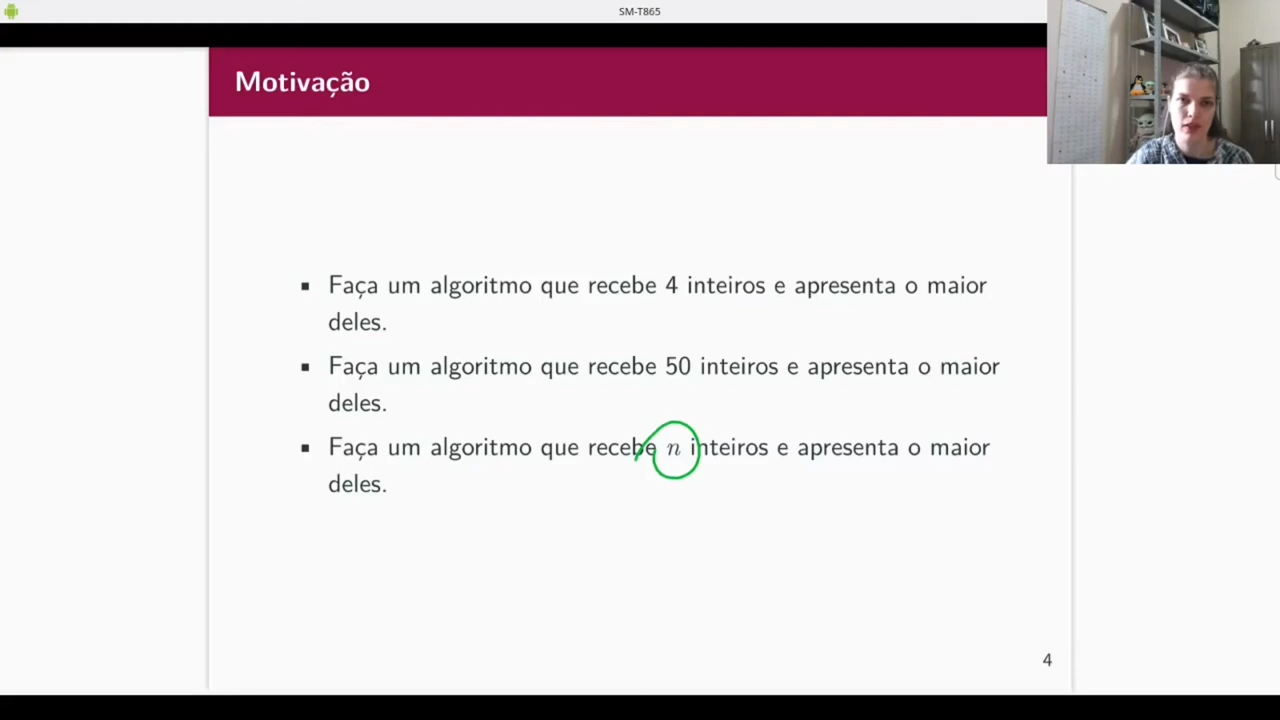 SM-T865
Motivação
▪ Faça um algoritmo que recebe 4 inteiros e apresenta o maior
deles.
▪ Faça um algoritmo que recebe 50 inteiros e apresenta o maior
deles.
▪ Faça um algoritmo que recebe n inteiros e apresenta o maior
deles.
4